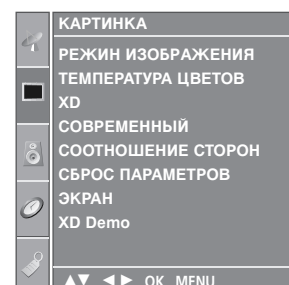 КАРТИНКА
РЕЖИН ИЗОБРАЖЕНИЯ
ТЕМПЕРАТУРА ЦВЕТОВ
XD
СОВРЕМЕННЫЙ
СООТНОШЕНИЕ СТОРОН
СБРОС ПАРАМЕТРОВ
ЭКРАН
XD Demo
▲▼ ◄► OK MENU